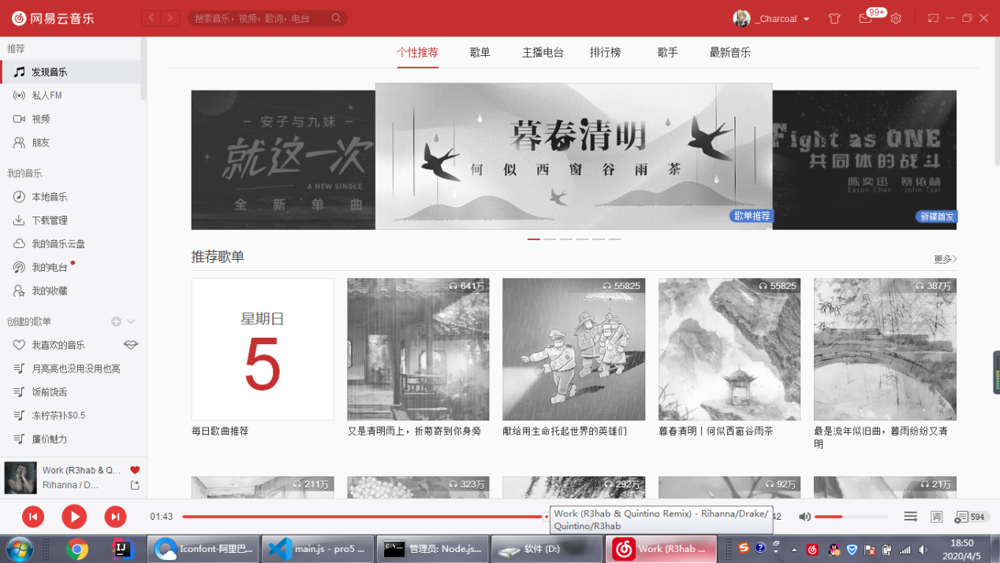 网易云音乐
搜索音乐，视频，歌词，电台
_Charcoal
99+
推荐
发现音乐
私人FM
视频
朋友
我的音乐
本地音乐
下载管理
我的音乐云盘
我的电台
我的收藏
创建的歌单
我喜欢的音乐
月亮亮也没用没用也亮
饭前饶舌
冻柠茶补$0.5
廉价魅力
Work (R3hab & Q...
Rihanna / D...
个性推荐
歌单
主播电台
排行榜
歌手
最新音乐
安子与九妹
就这一次
A NEW SINGLE
全新单曲
暮春清明
何似西窗谷雨茶
歌单推荐
Fight as ONE
共同体的战斗
陈奕迅 蔡依林
Eason Chan Jolin Tsai
新碟首发
推荐歌单
更多>
星期日
5
每日歌曲推荐
641万
又是清明雨上，折菊寄到你身旁
55825
献给用生命托起世界的英雄们
55825
暮春清明丨何似西窗谷雨茶
387万
最是流年似旧曲，暮雨纷纷又清
明
211万
323万
292万
92万
21万
01:43
Work (R3hab & Quintino Remix) - Rihanna/Drake/
Quintino/R3hab
42
词
594
IJ
Iconfont-阿里巴...
main.js - pro5 ...
管理员: Node.js...
软件 (D:)
Work (R3hab ...
18:50
2020/4/5